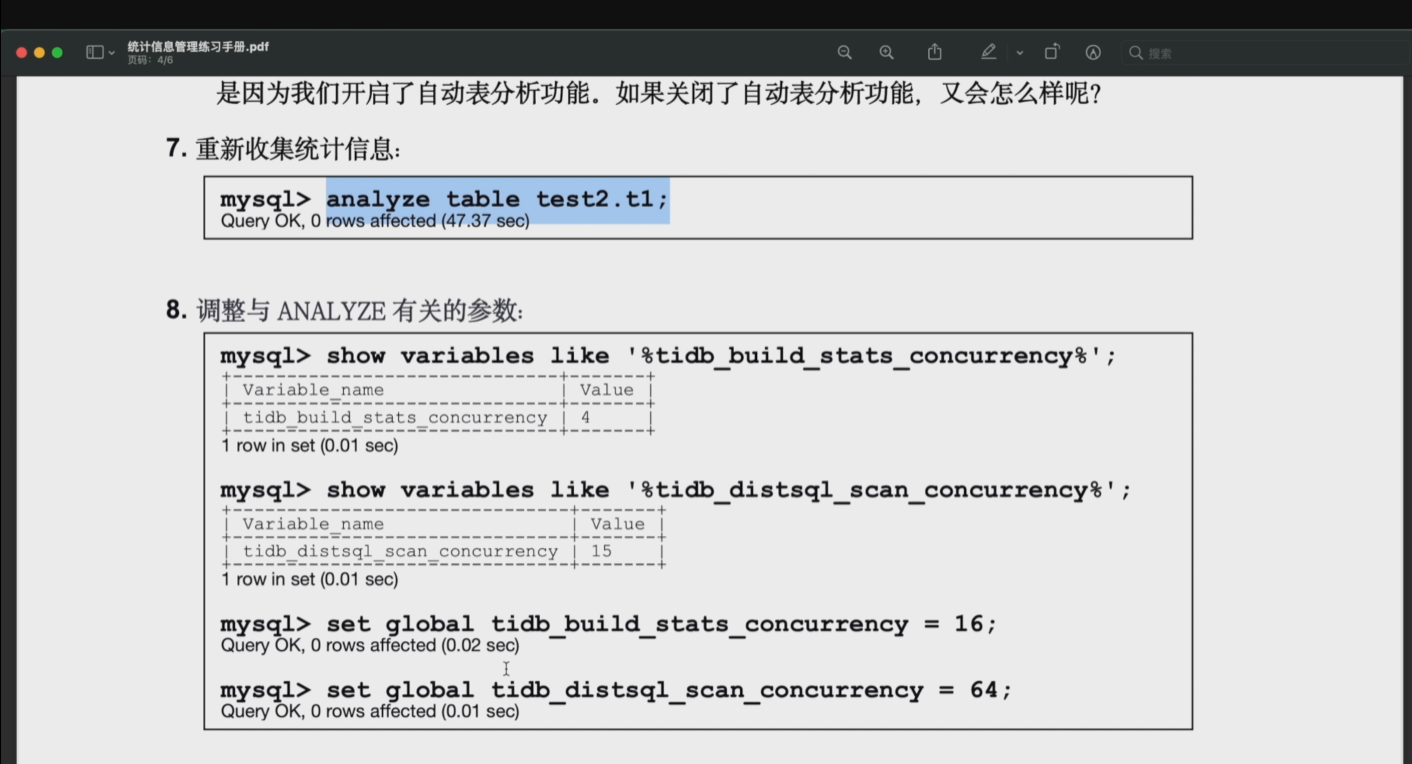 统计信息管理练习手册.pdf
页码：4/6
搜索
是因为我们开启了自动表分析功能。如果关闭了自动表分析功能，又会怎么样呢？
7. 重新收集统计信息：
mysql> analyze table test2.t1;
Query OK, 0 rows affected (47.37 sec)
8. 调整与 ANALYZE 有关的参数：
mysql> show variables like '%tidb_build_stats_concurrency%';
+------------------------------+-------+
| Variable_name | Value |
+------------------------------+-------+
| tidb_build_stats_concurrency | 4 |
+------------------------------+-------+
1 row in set (0.01 sec)
mysql> show variables like '%tidb_distsql_scan_concurrency%';
+-------------------------------+-------+
| Variable_name | Value |
+-------------------------------+-------+
| tidb_distsql_scan_concurrency | 15 |
+-------------------------------+-------+
1 row in set (0.01 sec)
mysql> set global tidb_build_stats_concurrency = 16;
Query OK, 0 rows affected (0.02 sec)
mysql> set global tidb_distsql_scan_concurrency = 64;
Query OK, 0 rows affected (0.01 sec)